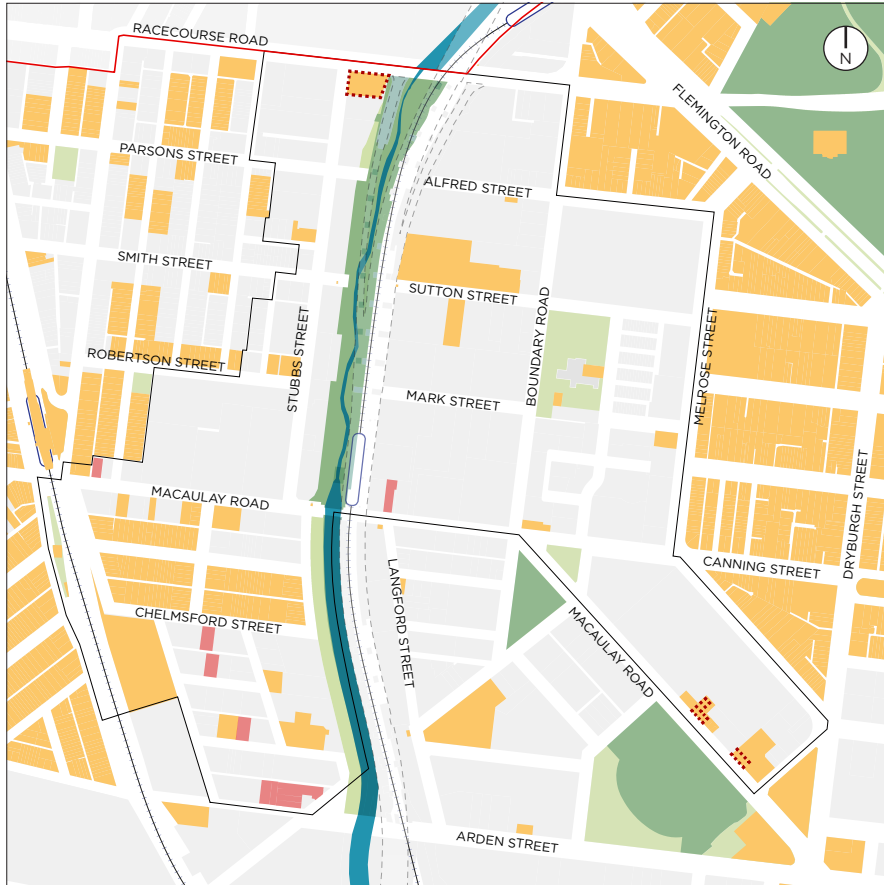 RACECOURSE ROAD
N
FLEMINGTON ROAD
PARSONS STREET
ALFRED STREET
SMITH STREET
SUTTON STREET
BOUNDARY ROAD
STUBBS STREET
MELROSE STREET
ROBERTSON STREET
MARK STREET
MACAULAY ROAD
DRYBURGH STREET
CANNING STREET
LANGFORD STREET
CHELMSFORD STREET
MACAULAY ROAD
ARDEN STREET